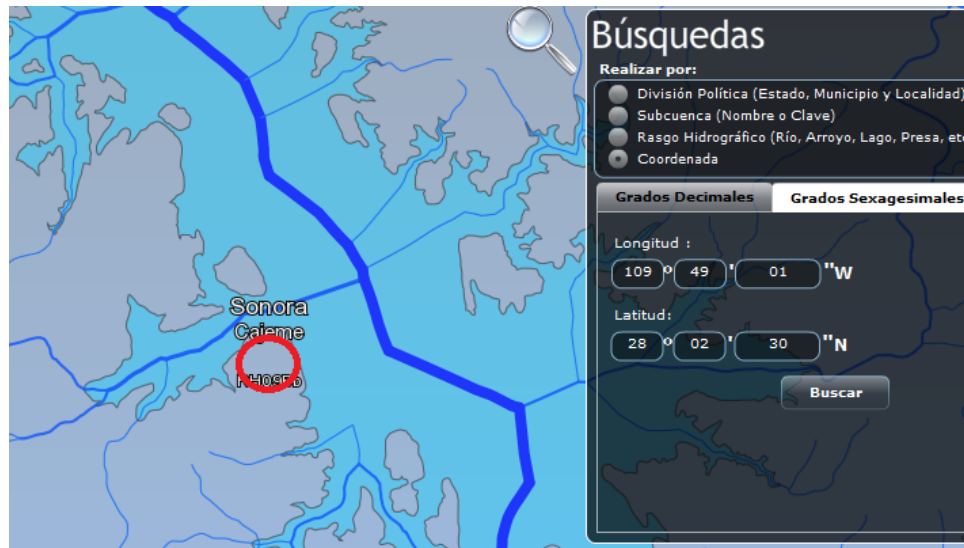 Búsquedas
Realizar por:
División Política (Estado, Municipio y Localidad)
Subcuenca (Nombre o Clave)
Rasgo Hidrográfico (Río, Arroyo, Lago, Presa, etc
Coordenada
Grados Decimales Grados Sexagesimales
Longitud :
109 º 49 ' 01 "W
Latitud:
28 º 02 ' 30 "N
Buscar
Sonora
Cajeme